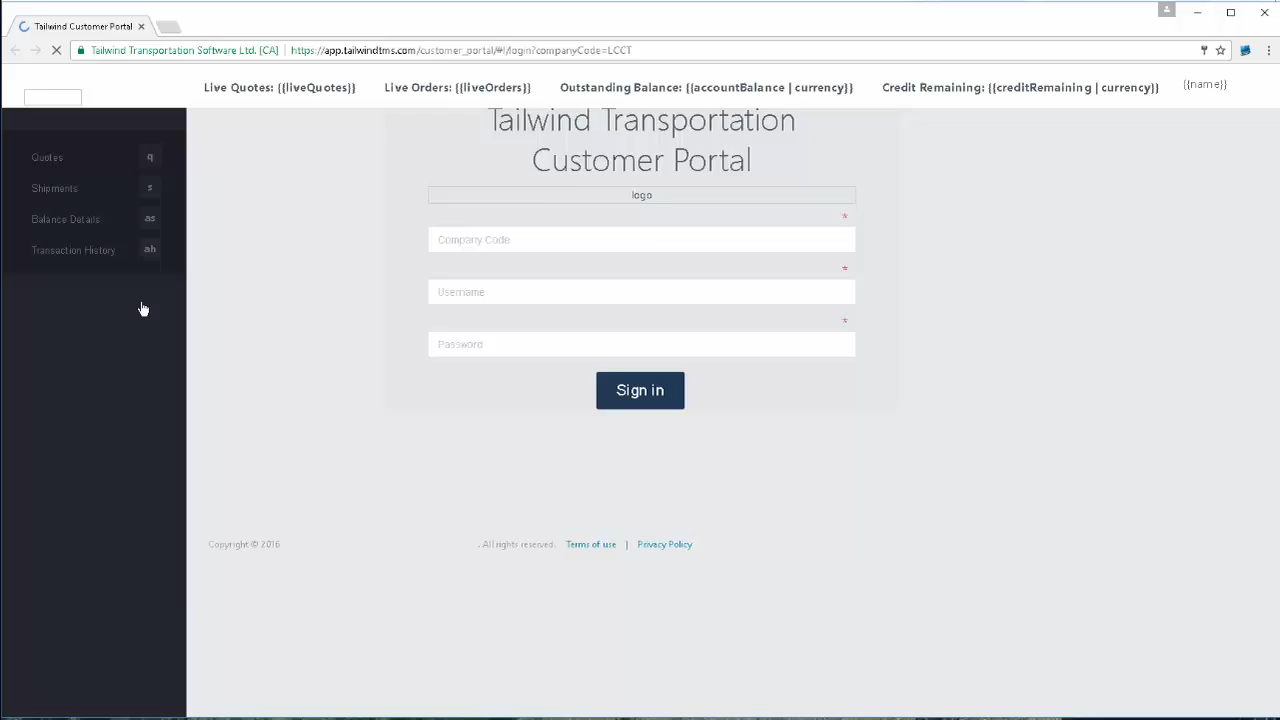 Tailwind Customer Portal
Tailwind Transportation Software Ltd. [CA] https://app.tailwindtms.com/customer_portal/#!/login?companyCode=LCCT
Live Quotes: {{liveQuotes}} Live Orders: {{liveOrders}} Outstanding Balance: {{accountBalance | currency}} Credit Remaining: {{creditRemaining | currency}} {{name}}
Tailwind Transportation
Customer Portal
logo
Quotes q
Shipments s
Balance Details as
Transaction History ah
*
Company Code
*
Username
*
Password
Sign in
Copyright © 2016 . All rights reserved. Terms of use | Privacy Policy